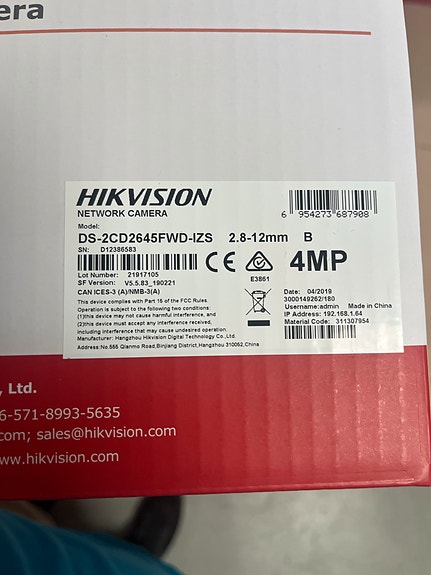 era
HIKVISION
NETWORK CAMERA
6 954273 687908
Model:
DS-2CD2645FWD-IZS 2.8-12mm B
SN: D12386583
CE
E3861
4MP
Lot Number: 21917105
SF Version: V5.5.83_190221
CAN ICES-3 (A)/NMB-3(A)
This device complies with Part 15 of the FCC Rules.
Operation is subject to the following two conditions:
(1)this device may not cause harmful interference, and
(2)this device must accept any interference received,
including interference that may cause undesired operation.
Manufacturer: Hangzhou Hikvision Digital Technology Co.,Ltd.
Address:No.555 Qianmo Road,Binjiang District,Hangzhou 310052,China
Date: 04/2019
3000149262/180
Username:admin Made in China
IP Address: 192.168.1.64
Material Code: 311307954
, Ltd.
6-571-8993-5635
com; sales@hikvision.com
www.hikvision.com